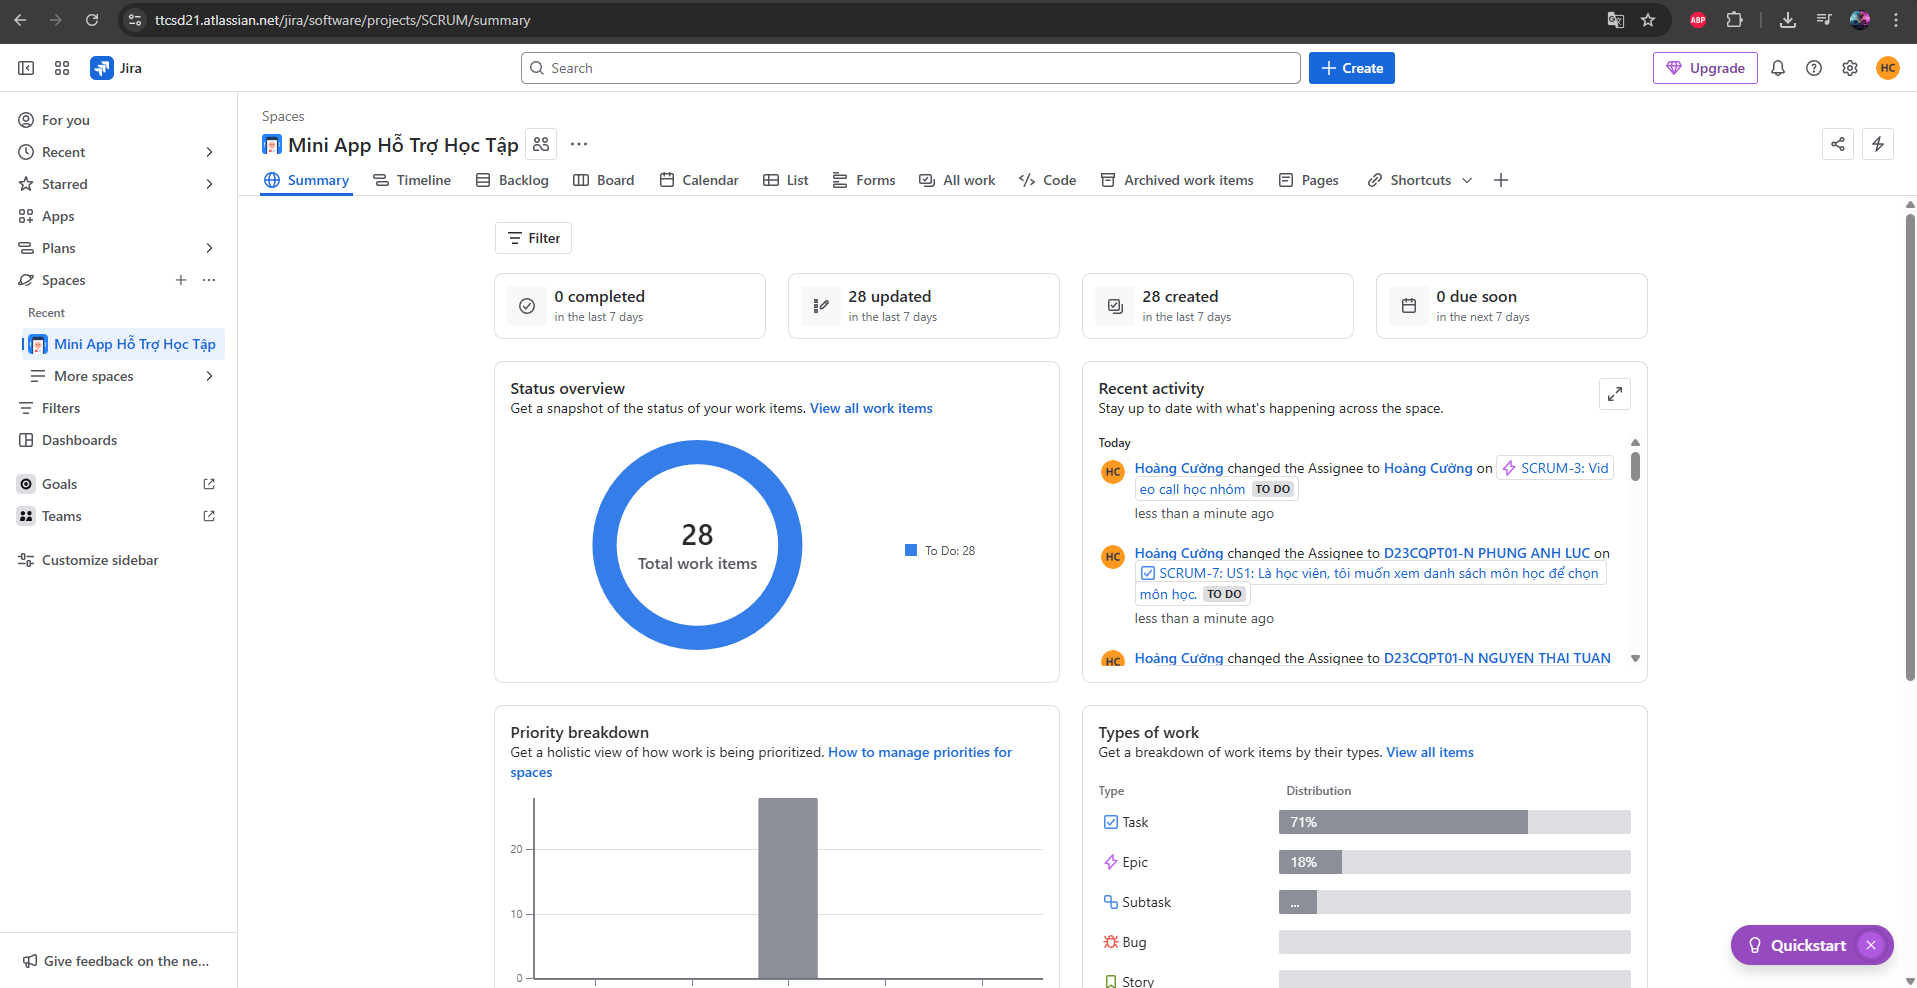 ttcsd21.atlassian.net/jira/software/projects/SCRUM/summary
ABP
Jira
Search
Create
Upgrade
HC
For you
Recent
Starred
Apps
Plans
Spaces
Recent
Mini App Hỗ Trợ Học Tập
More spaces
Filters
Dashboards
Goals
Teams
Customize sidebar
Give feedback on the ne...
Spaces
Mini App Hỗ Trợ Học Tập
Summary Timeline Backlog Board Calendar List Forms All work Code Archived work items Pages Shortcuts
Filter
0 completed
in the last 7 days
28 updated
in the last 7 days
28 created
in the last 7 days
0 due soon
in the next 7 days
Status overview
Get a snapshot of the status of your work items. View all work items
28
Total work items
To Do: 28
Recent activity
Stay up to date with what's happening across the space.
Today
HC
Hoàng Cường changed the Assignee to Hoàng Cường on SCRUM-3: Vid
eo call học nhóm TO DO
less than a minute ago
HC
Hoàng Cường changed the Assignee to D23CQPT01-N PHUNG ANH LUC on
SCRUM-7: US1: Là học viên, tôi muốn xem danh sách môn học để chọn
môn học. TO DO
less than a minute ago
HC
Hoàng Cường changed the Assignee to D23CQPT01-N NGUYEN THAI TUAN
Priority breakdown
Get a holistic view of how work is being prioritized. How to manage priorities for
spaces
20
10
0
Types of work
Get a breakdown of work items by their types. View all items
Type Distribution
Task 71%
Epic 18%
Subtask ...
Bug
Story
Quickstart